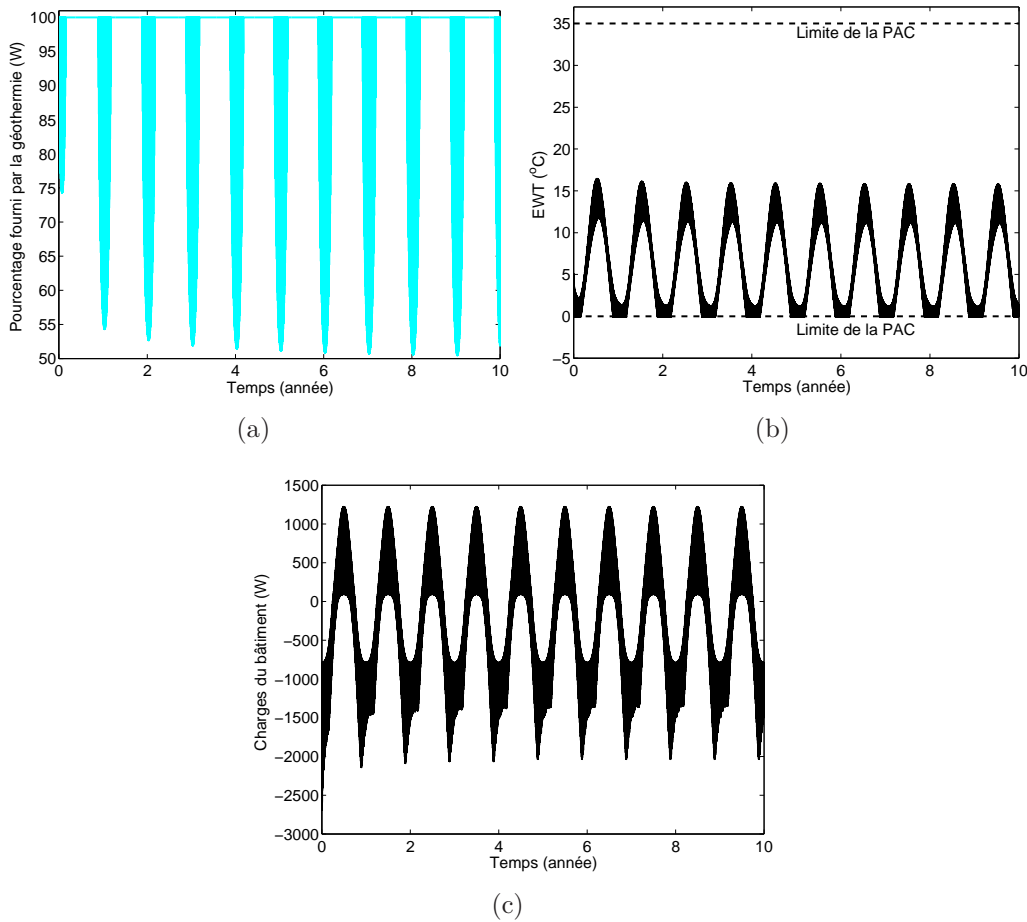 100
95
90
85
80
75
70
65
60
55
50
Pourcentage fourni par la géothermie (W)
0 2 4 6 8 10
Temps (année)
(a)
35
30
25
20
15
10
5
0
−5
EWT (°C)
Limite de la PAC
Limite de la PAC
0 2 4 6 8 10
Temps (année)
(b)
1500
1000
500
0
−500
−1000
−1500
−2000
−2500
−3000
Charges du bâtiment (W)
0 2 4 6 8 10
Temps (année)
(c)